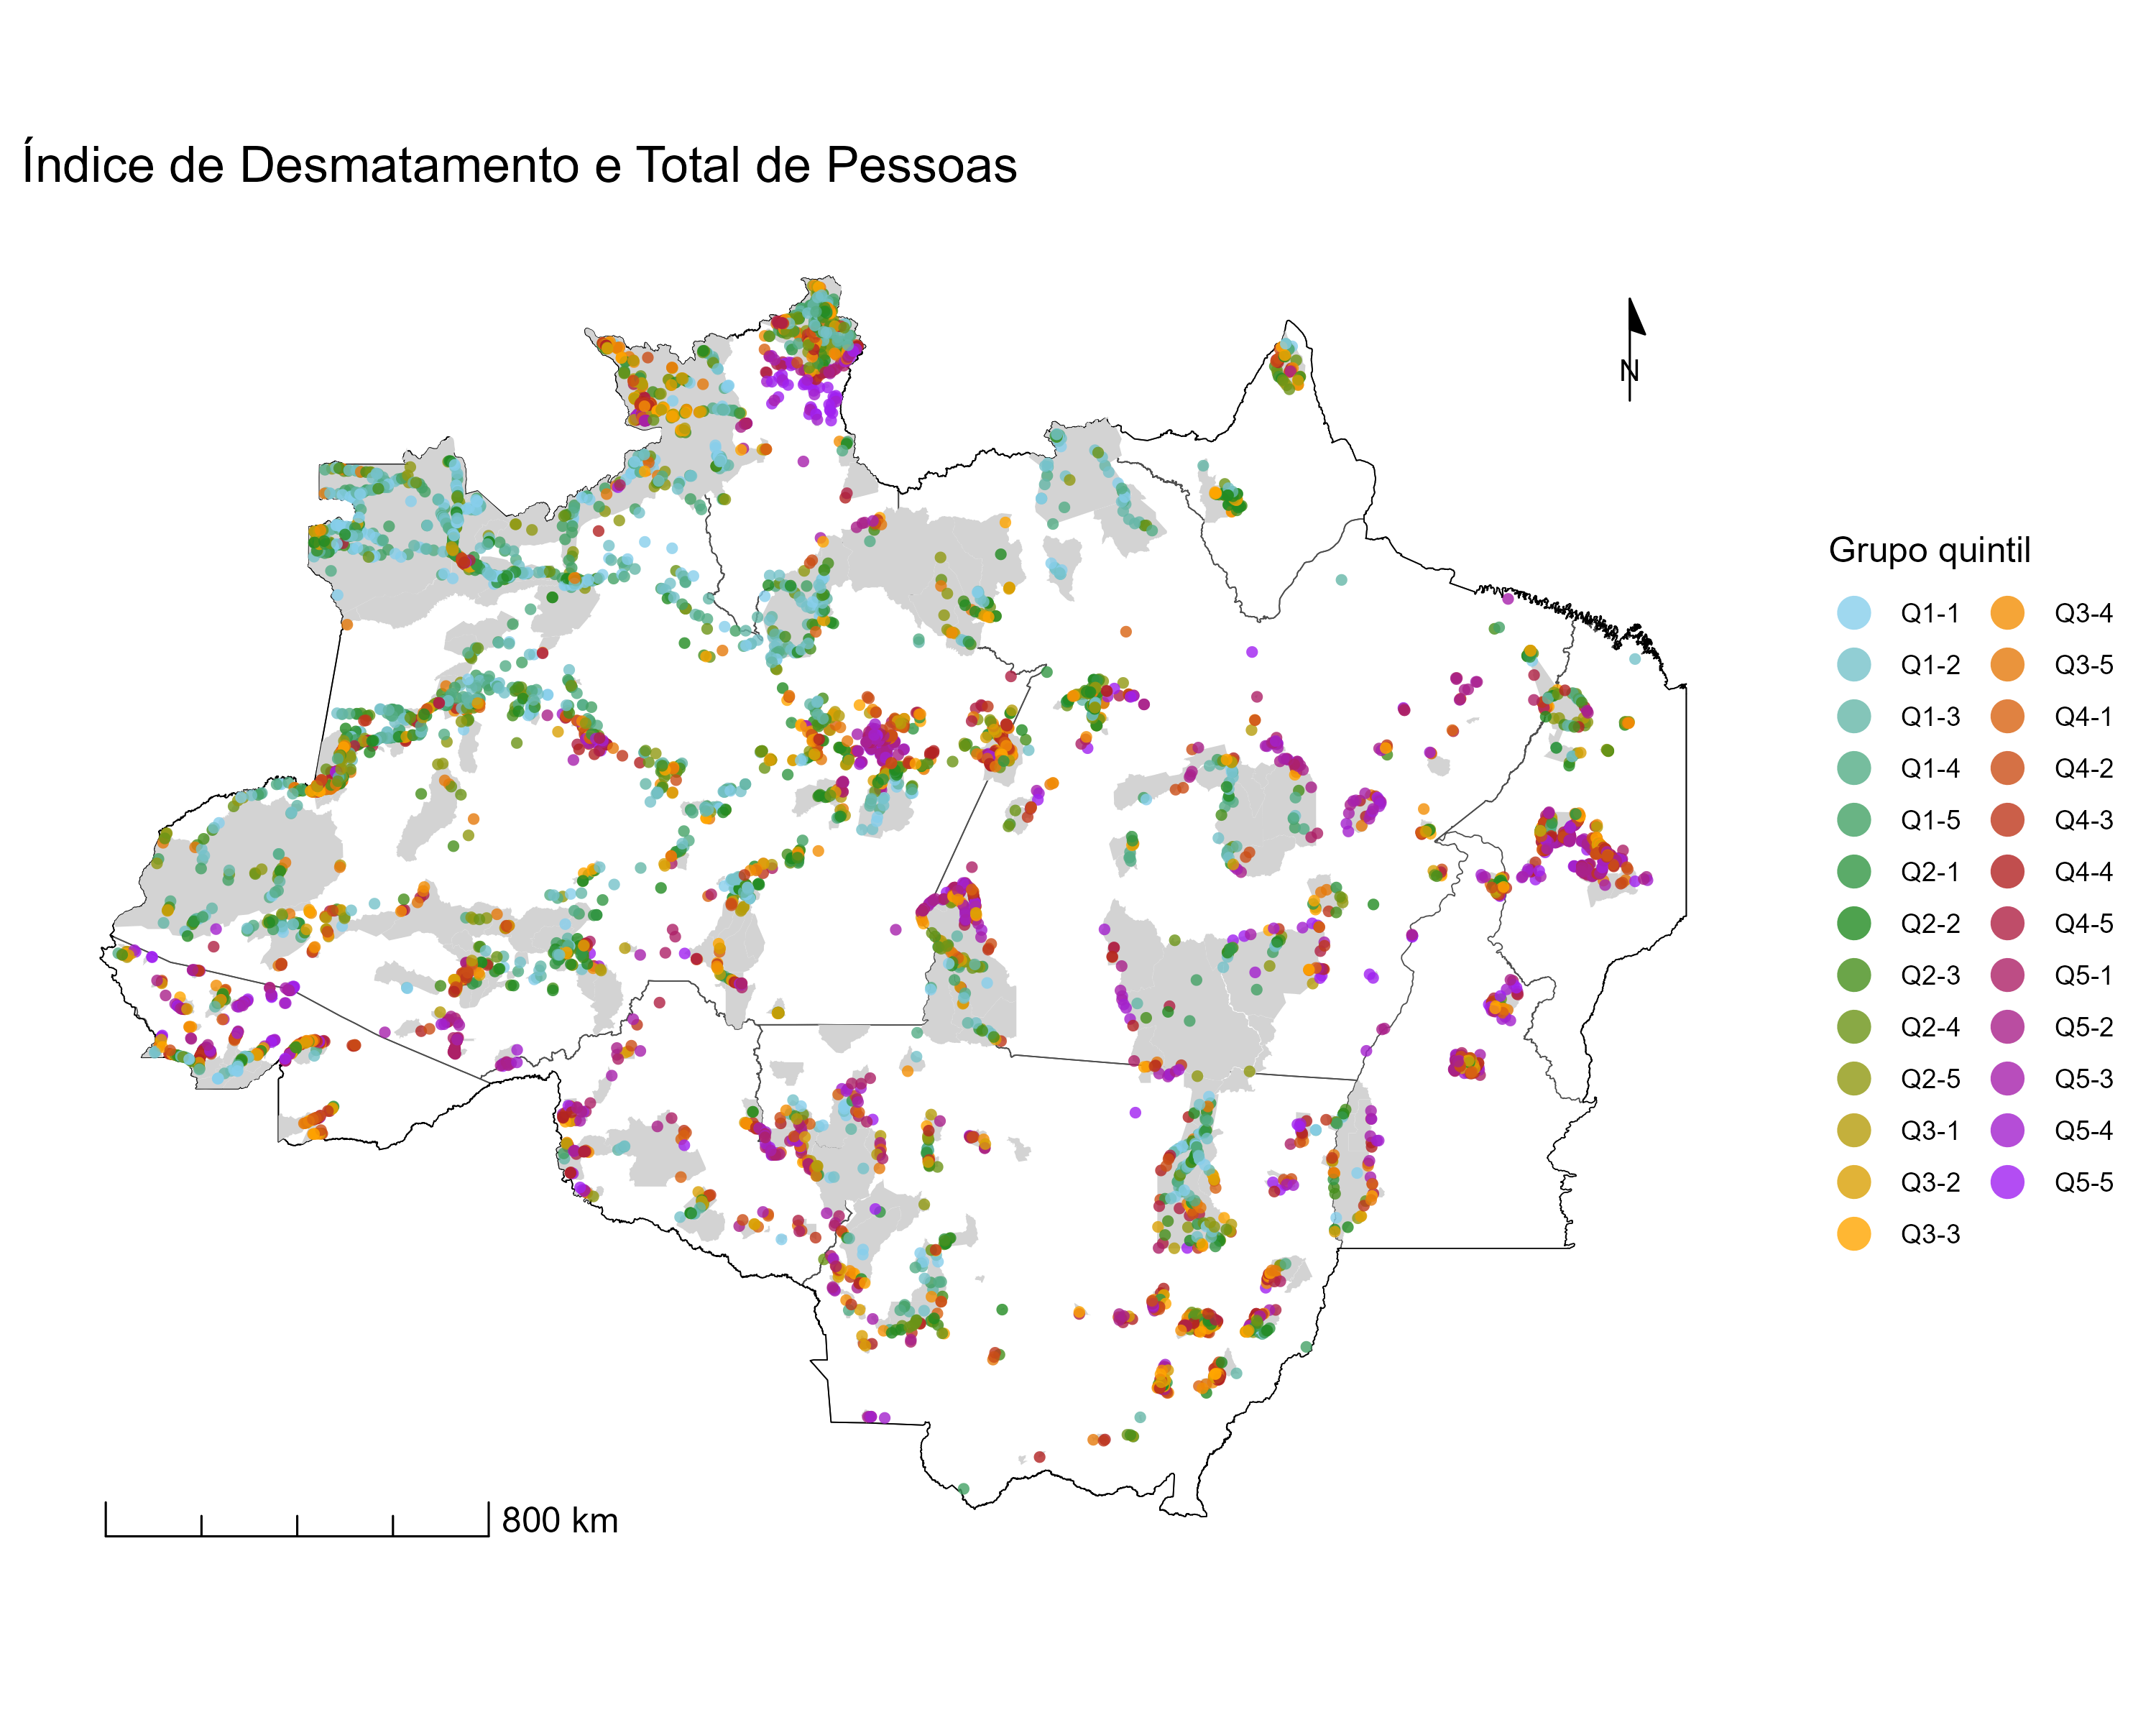 Índice de Desmatamento e Total de Pessoas
N
Grupo quintil
Q1-1
Q1-2
Q1-3
Q1-4
Q1-5
Q2-1
Q2-2
Q2-3
Q2-4
Q2-5
Q3-1
Q3-2
Q3-3
Q3-4
Q3-5
Q4-1
Q4-2
Q4-3
Q4-4
Q4-5
Q5-1
Q5-2
Q5-3
Q5-4
Q5-5
800 km